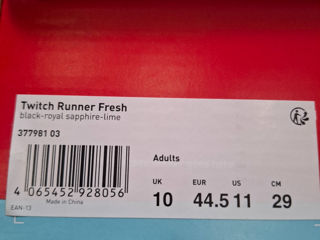 Twitch Runner Fresh
black-royal sapphire-lime
377981 03
Adults
UK EUR US CM
10 44.5 11 29
4 065452 928056
Made in China
EAN-13